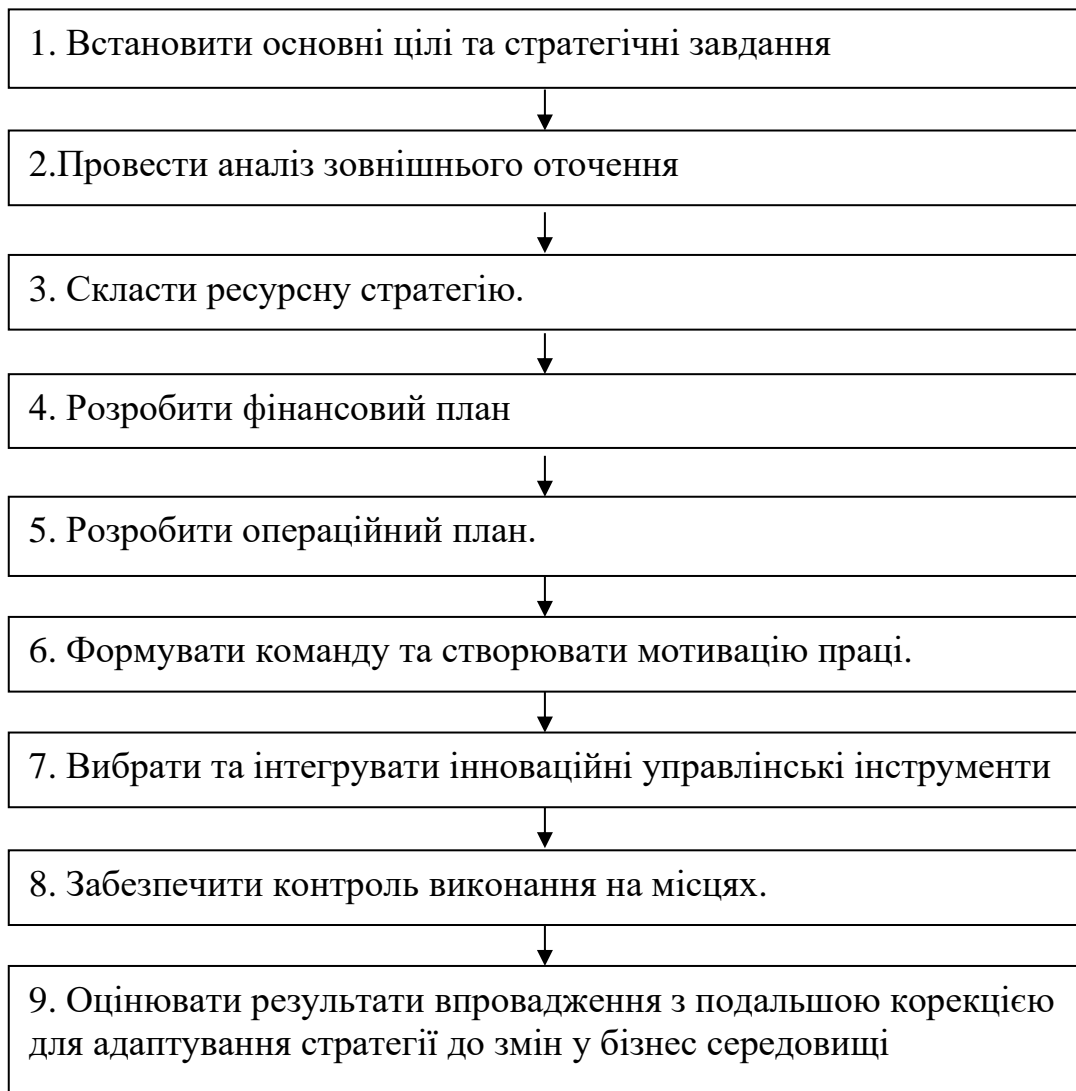 1. Встановити основні цілі та стратегічні завдання
2.Провести аналіз зовнішнього оточення
3. Скласти ресурсну стратегію.
4. Розробити фінансовий план
5. Розробити операційний план.
6. Формувати команду та створювати мотивацію праці.
7. Вибрати та інтегрувати інноваційні управлінські інструменти
8. Забезпечити контроль виконання на місцях.
9. Оцінювати результати впровадження з подальшою корекцією
для адаптування стратегії до змін у бізнес середовищі